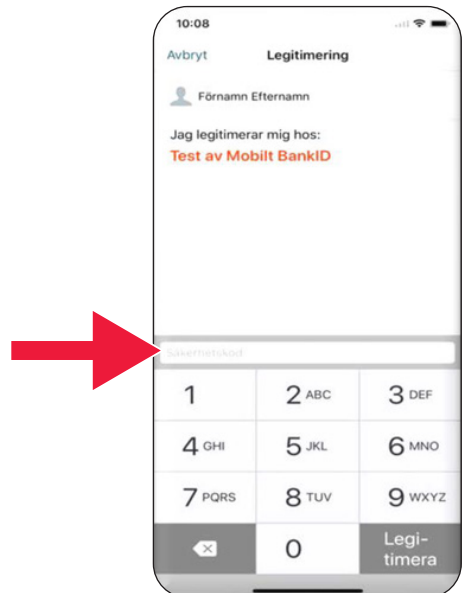 10:08
Avbryt Legitimering
Förnamn Efternamn
Jag legitimerar mig hos:
Test av Mobilt BankID
Säkerhetskod
1 2 ABC 3 DEF
4 GHI 5 JKL 6 MNO
7 PQRS 8 TUV 9 WXYZ
0 Legi-
timera